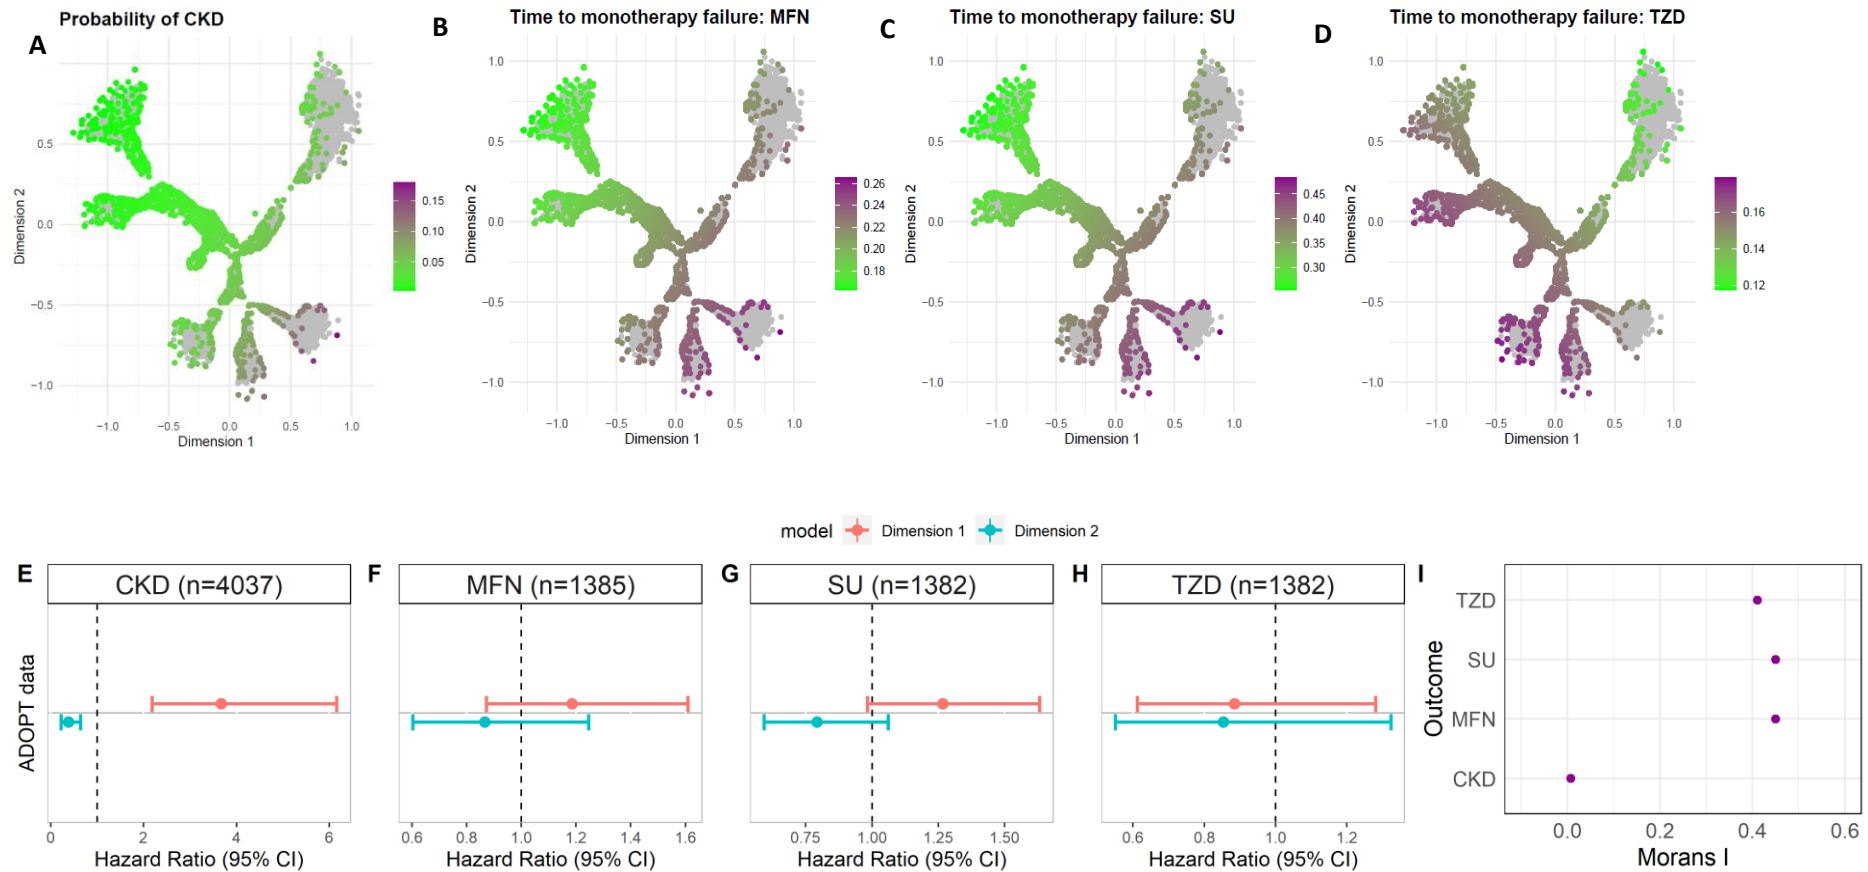 A
Probability of CKD
0.5
0.0
−0.5
−1.0
Dimension 2
−1.0
−0.5
0.0
0.5
1.0
Dimension 1
0.15
0.10
0.05
B
Time to monotherapy failure: MFN
1.0
0.5
0.0
−0.5
−1.0
Dimension 2
−1.0
−0.5
0.0
0.5
1.0
Dimension 1
0.26
0.24
0.22
0.20
0.18
C
Time to monotherapy failure: SU
1.0
0.5
0.0
−0.5
−1.0
Dimension 2
−1.0
−0.5
0.0
0.5
1.0
Dimension 1
0.45
0.40
0.35
0.30
D
Time to monotherapy failure: TZD
1.0
0.5
0.0
−0.5
−1.0
Dimension 2
−1.0
−0.5
0.0
0.5
1.0
Dimension 1
0.16
0.14
0.12
model
Dimension 1
Dimension 2
E
CKD (n=4037)
ADOPT data
0
2
4
6
Hazard Ratio (95% CI)
F
MFN (n=1385)
0.6
0.8
1.0
1.2
1.4
1.6
Hazard Ratio (95% CI)
G
SU (n=1382)
0.75
1.00
1.25
1.50
Hazard Ratio (95% CI)
H
TZD (n=1382)
0.6
0.8
1.0
1.2
Hazard Ratio (95% CI)
I
Outcome
TZD
SU
MFN
CKD
0.0
0.2
0.4
0.6
Morans I